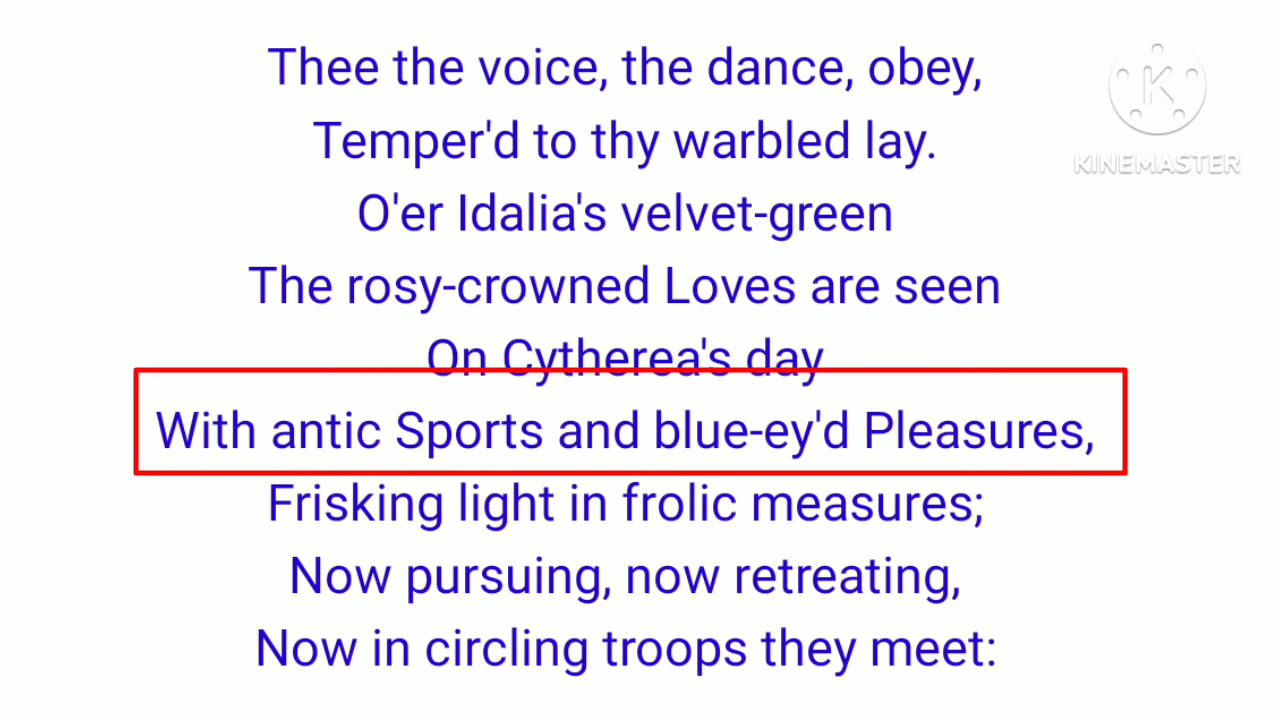 Thee the voice, the dance, obey,
Temper'd to thy warbled lay.
O'er Idalia's velvet-green
The rosy-crowned Loves are seen
On Cytherea's day
With antic Sports and blue-ey'd Pleasures,
Frisking light in frolic measures;
Now pursuing, now retreating,
Now in circling troops they meet:
K
KINEMASTER